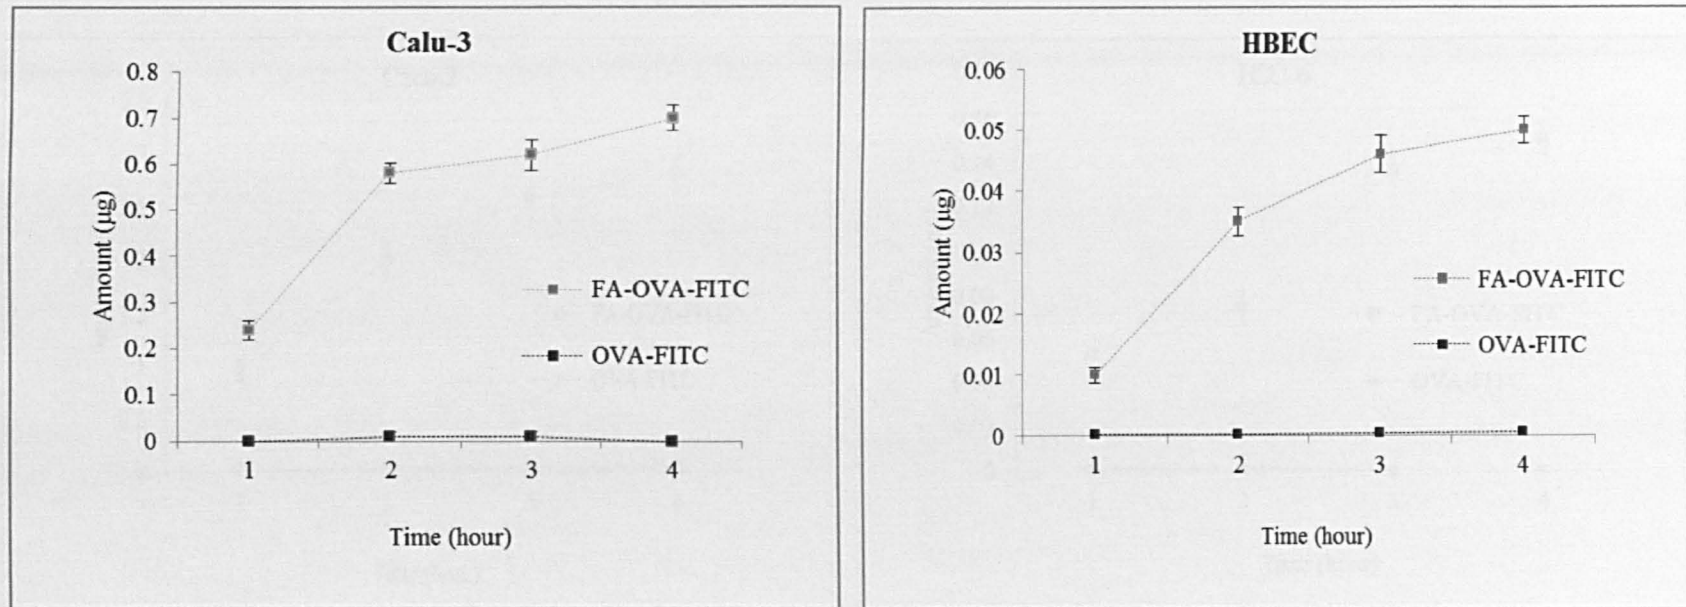 Calu-3
0.8
0.7
0.6
0.5
0.4
0.3
0.2
0.1
0
Amount (µg)
FA-OVA-FITC
OVA-FITC
1 2 3 4
Time (hour)
HBEC
0.06
0.05
0.04
0.03
0.02
0.01
0
Amount (µg)
FA-OVA-FITC
OVA-FITC
1 2 3 4
Time (hour)